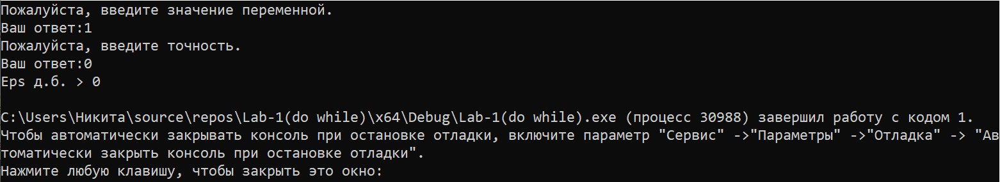 Пожалуйста, введите значение переменной.
Ваш ответ:1
Пожалуйста, введите точность.
Ваш ответ:0
Eps д.б. > 0
C:\Users\Никита\source\repos\Lab-1(do while)\x64\Debug\Lab-1(do while).exe (процесс 30988) завершил работу с кодом 1.
Чтобы автоматически закрывать консоль при остановке отладки, включите параметр "Сервис" ->"Параметры" ->"Отладка" -> "Ав
томатически закрыть консоль при остановке отладки".
Нажмите любую клавишу, чтобы закрыть это окно: